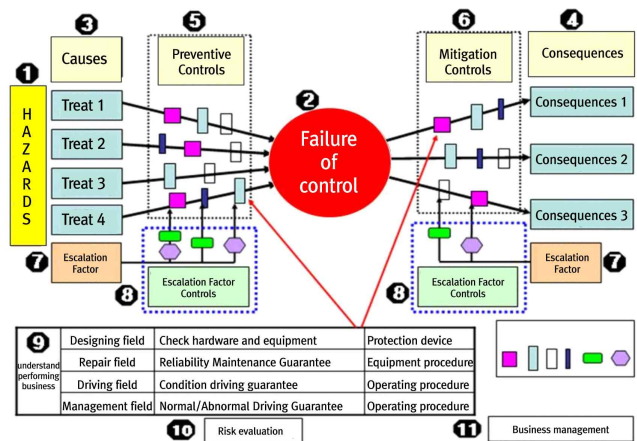 5
6
3
4
Causes
Preventive
Controls
Mitigation
Controls
Consequences
1
HAZARDS
2
Treat 1
Treat 2
Treat 3
Treat 4
Failure
of
control
Consequences 1
Consequences 2
Consequences 3
7
Escalation
Factor
8
Escalation Factor
Controls
8
Escalation Factor
Controls
Escalation
Factor
7
9
understand
performing
business
Designing field Check hardware and equipment Protection device
Repair field Reliability Maintenance Guarantee Equipment procedure
Driving field Condition driving guarantee Operating procedure
Management field Normal/Abnormal Driving Guarantee Operating procedure
10 Risk evaluation
11 Business management